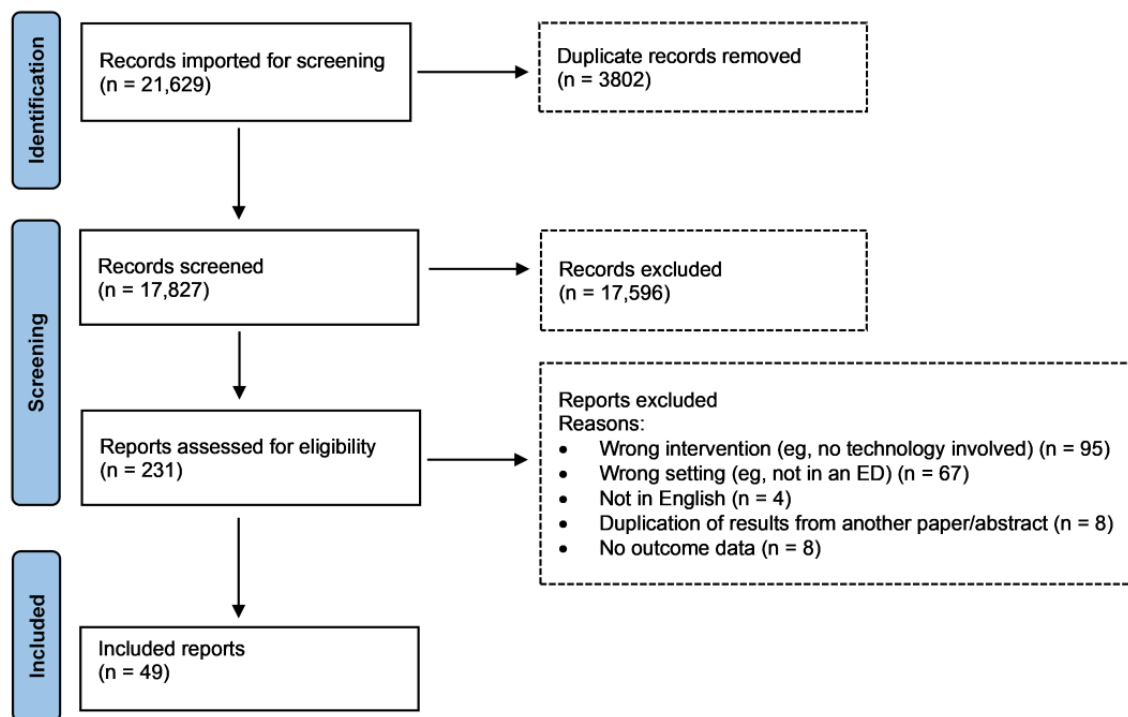 Identification
Records imported for screening
(n = 21,629)
Duplicate records removed
(n = 3802)
Screening
Records screened
(n = 17,827)
Records excluded
(n = 17,596)
Reports assessed for eligibility
(n = 231)
Reports excluded
Reasons:
• Wrong intervention (eg, no technology involved) (n = 95)
• Wrong setting (eg, not in an ED) (n = 67)
• Not in English (n = 4)
• Duplication of results from another paper/abstract (n = 8)
• No outcome data (n = 8)
Included
Included reports
(n = 49)